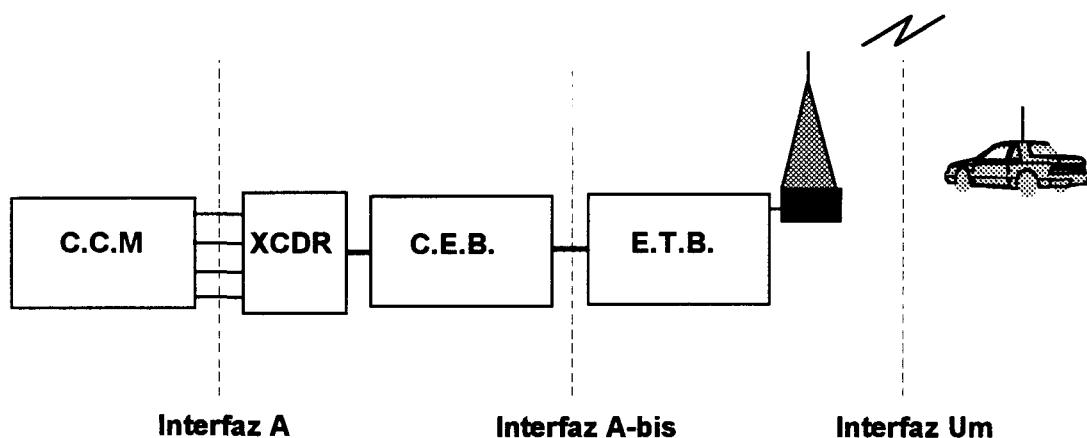 C.C.M
XCDR
C.E.B.
E.T.B.
Interfaz A
Interfaz A-bis
Interfaz Um